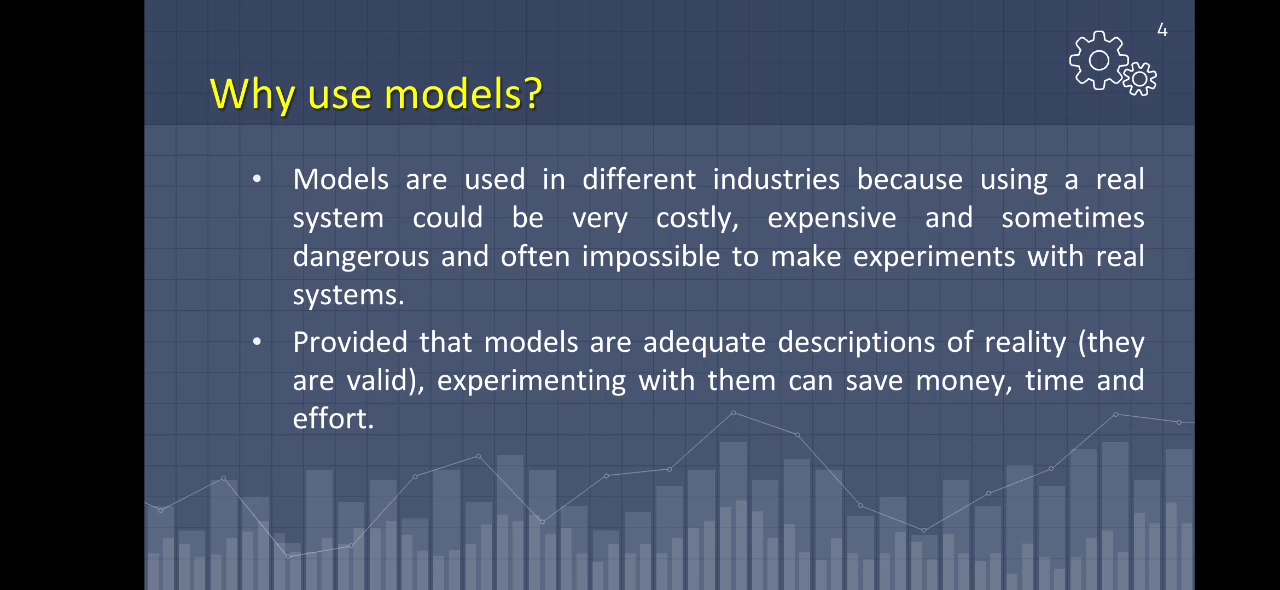 4
Why use models?
• Models are used in different industries because using a real
system could be very costly, expensive and sometimes
dangerous and often impossible to make experiments with real
systems.
• Provided that models are adequate descriptions of reality (they
are valid), experimenting with them can save money, time and
effort.